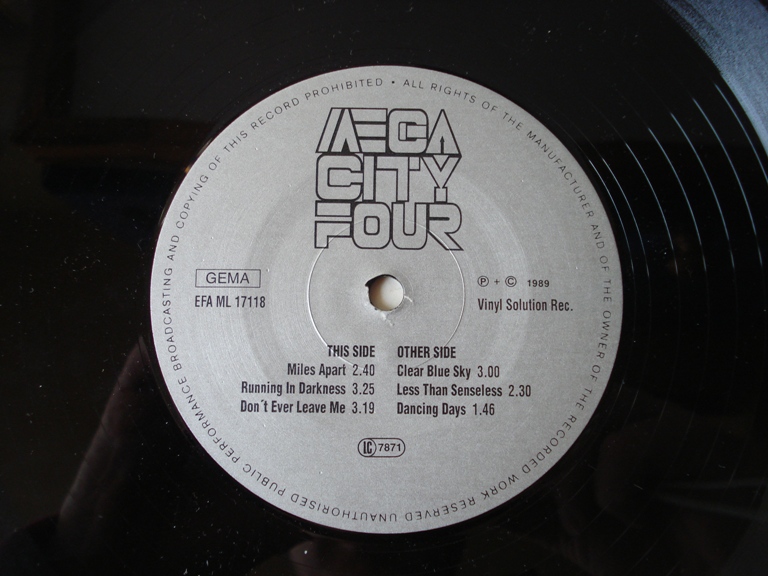 UNAUTHORISED PUBLIC PERFORMANCE BROADCASTING AND COPYING OF THIS RECORD PROHIBITED • ALL RIGHTS OF THE MANUFACTURER AND OF THE OWNER OF THE RECORDED WORK RESERVED
MEGA
CITY
FOUR
GEMA
EFA ML 17118
Ⓟ + © 1989
Vinyl Solution Rec.
THIS SIDE
Miles Apart 2.40
Running In Darkness 3.25
Don´t Ever Leave Me 3.19
OTHER SIDE
Clear Blue Sky 3.00
Less Than Senseless 2.30
Dancing Days 1.46
LC 7871